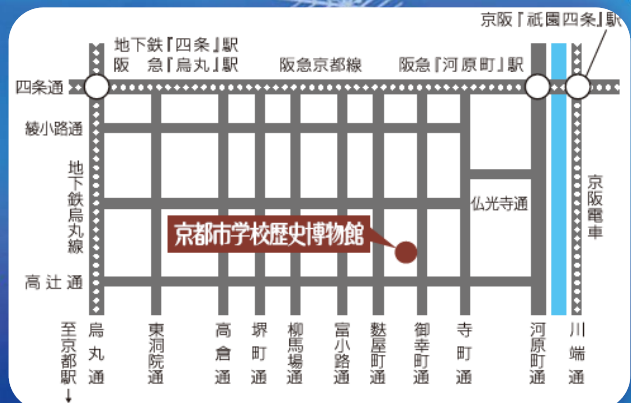 京阪『祇園四条』駅
地下鉄『四条』駅
阪 急『烏丸』駅
阪急京都線
阪急『河原町』駅
四条通
綾小路通
地下鉄烏丸線
京阪電車
仏光寺通
京都市学校歴史博物館
高辻通
至京都駅→
烏丸通
東洞院通
高倉通
堺町通
柳馬場通
富小路通
麩屋町通
御幸町通
寺町通
河原町通
川端通